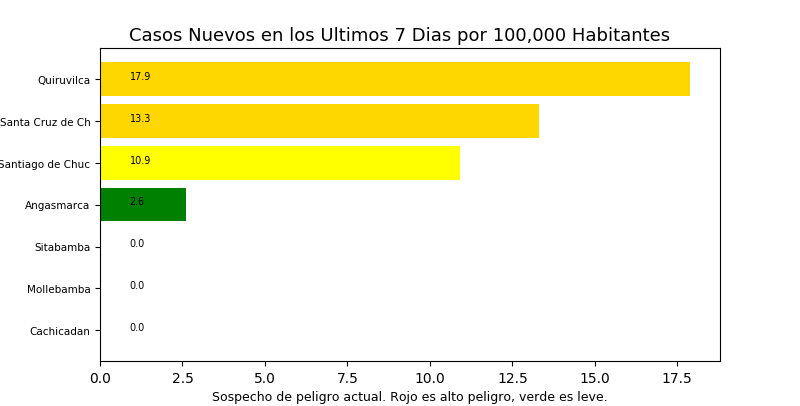 Casos Nuevos en los Ultimos 7 Dias por 100,000 Habitantes
Quiruvilca 17.9
Santa Cruz de Ch 13.3
Santiago de Chuc 10.9
Angasmarca 2.6
Sitabamba 0.0
Mollebamba 0.0
Cachicadan 0.0
0.0 2.5 5.0 7.5 10.0 12.5 15.0 17.5
Sospecho de peligro actual. Rojo es alto peligro, verde es leve.